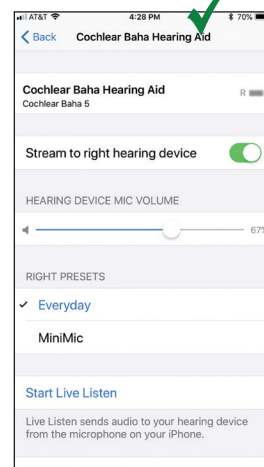 AT&T 4:28 PM 70%
Back Cochlear Baha Hearing Aid
Cochlear Baha Hearing Aid R
Cochlear Baha 5
Stream to right hearing device
HEARING DEVICE MIC VOLUME
67%
RIGHT PRESETS
Everyday
MiniMic
Start Live Listen
Live Listen sends audio to your hearing device
from the microphone on your iPhone.